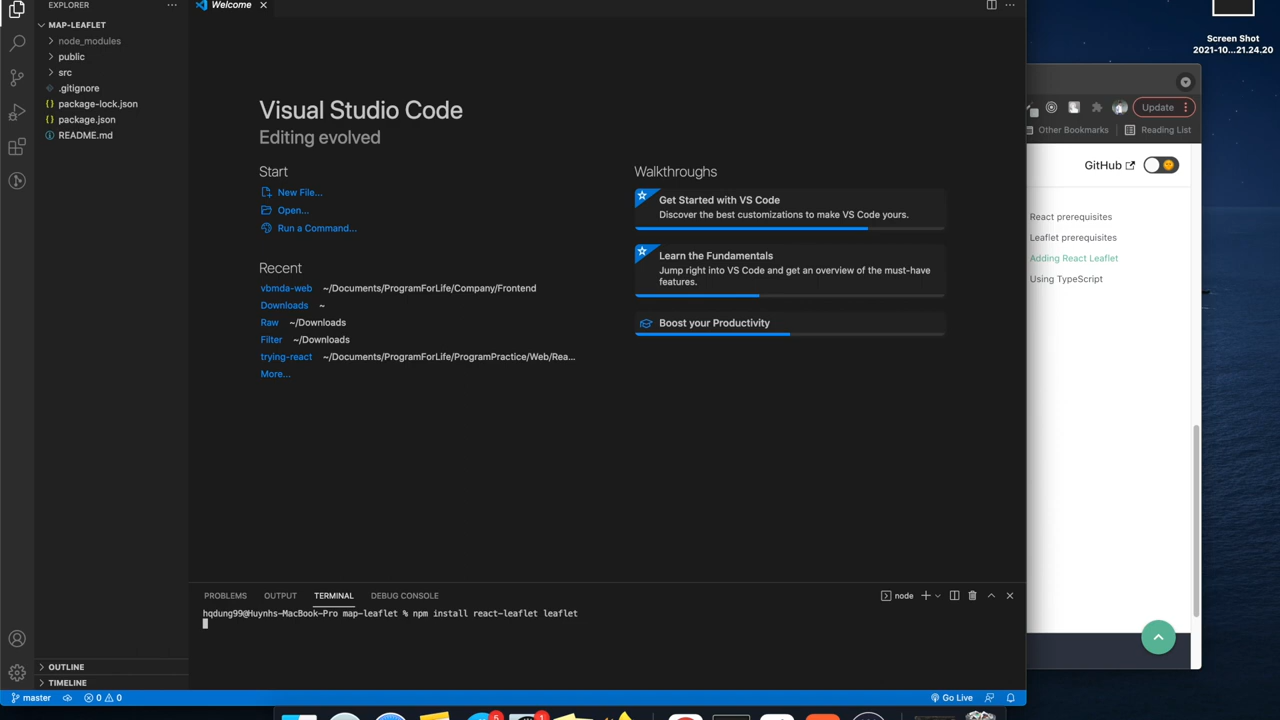 EXPLORER
MAP-LEAFLET
node_modules
public
src
.gitignore
package-lock.json
package.json
README.md
OUTLINE
TIMELINE
Welcome
Visual Studio Code
Editing evolved
Start
New File...
Open...
Run a Command...
Recent
vbmda-web ~/Documents/ProgramForLife/Company/Frontend
Downloads ~
Raw ~/Downloads
Filter ~/Downloads
trying-react ~/Documents/ProgramForLife/ProgramPractice/Web/Rea...
More...
Walkthroughs
Get Started with VS Code
Discover the best customizations to make VS Code yours.
Learn the Fundamentals
Jump right into VS Code and get an overview of the must-have
features.
Boost your Productivity
PROBLEMS OUTPUT TERMINAL DEBUG CONSOLE
node
hqdung99@Huynhs-MacBook-Pro map-leaflet % npm install react-leaflet leaflet
master 0 0
Go Live
Screen Shot
2021-10...21.24.20
Update
Other Bookmarks Reading List
GitHub
React prerequisites
Leaflet prerequisites
Adding React Leaflet
Using TypeScript
5
1